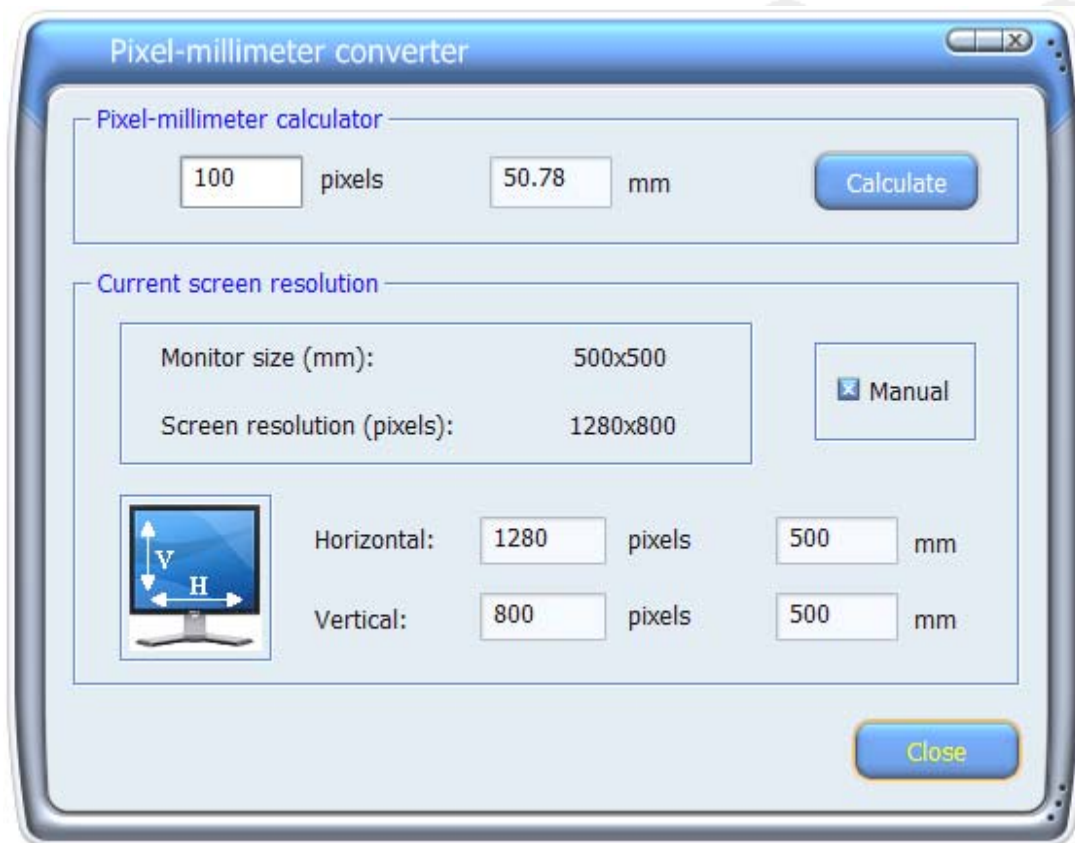 Pixel-millimeter converter
Pixel-millimeter calculator
100 pixels 50.78 mm Calculate
Current screen resolution
Monitor size (mm): 500x500
Manual
Screen resolution (pixels): 1280x800
V
H
Horizontal: 1280 pixels 500 mm
Vertical: 800 pixels 500 mm
Close